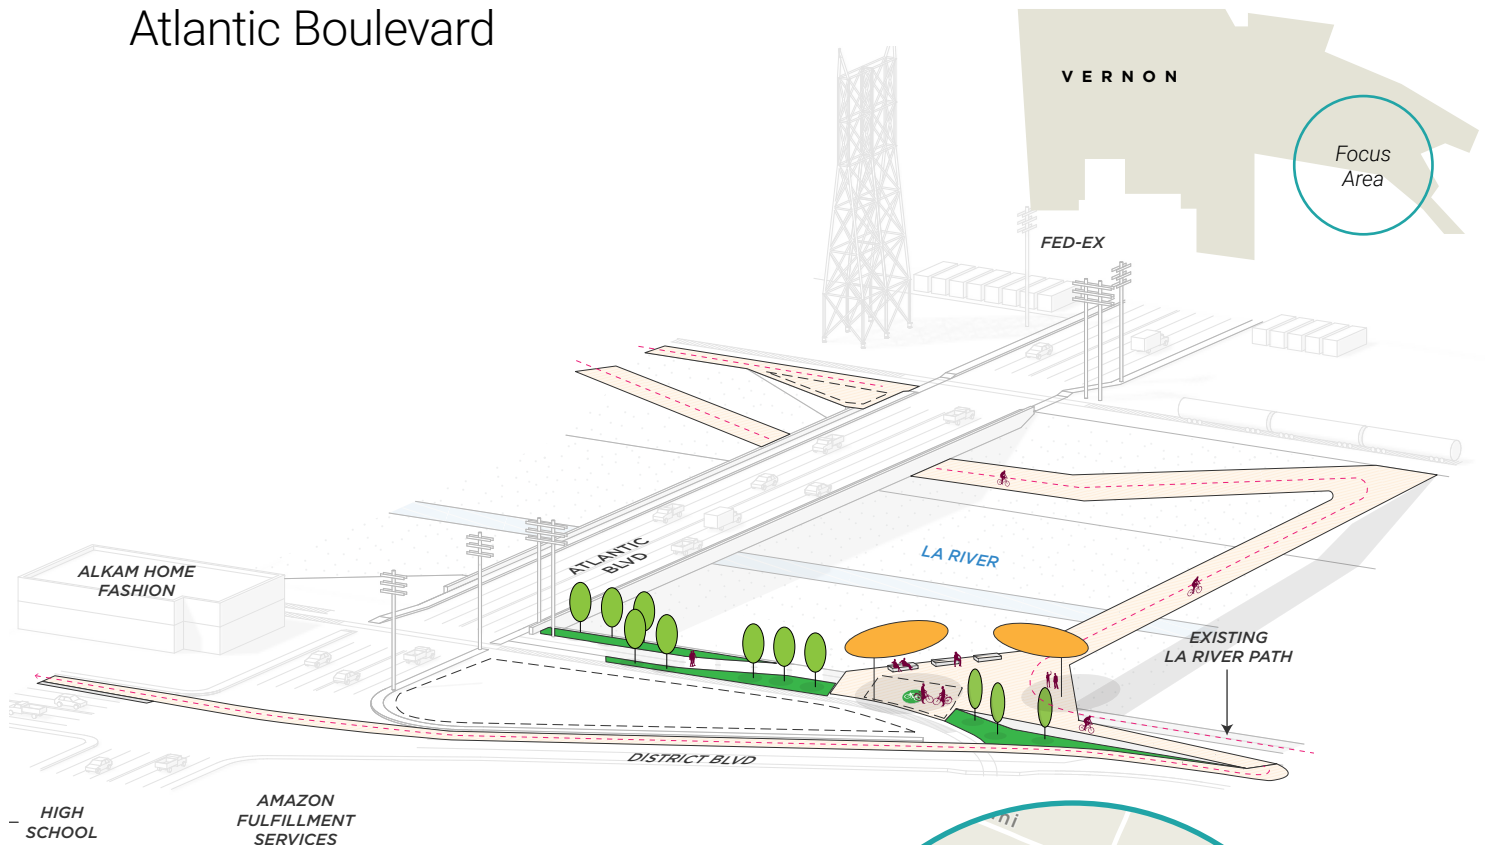 Atlantic Boulevard
VERNON
Focus
Area
FED-EX
ATLANTIC
BLVD
LA RIVER
ALKAM HOME
FASHION
EXISTING
LA RIVER PATH
DISTRICT BLVD
HIGH
SCHOOL
AMAZON
FULFILLMENT
SERVICES